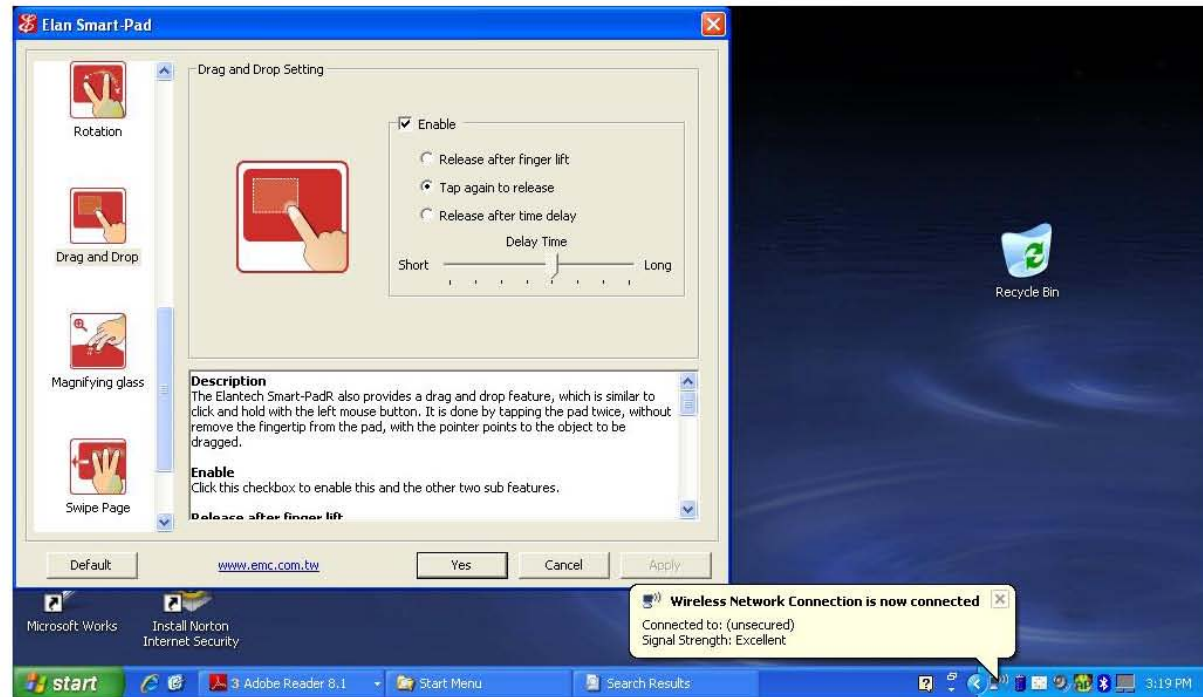 Elan Smart-Pad
Rotation
Drag and Drop
Magnifying glass
Swipe Page
Drag and Drop Setting
Enable
Release after finger lift
Tap again to release
Release after time delay
Delay Time
Short
Long
Description
The Elantech Smart-PadR also provides a drag and drop feature, which is similar to
click and hold with the left mouse button. It is done by tapping the pad twice, without
remove the fingertip from the pad, with the pointer points to the object to be
dragged.
Enable
Click this checkbox to enable this and the other two sub features.
Release after finger lift
Default
www.emc.com.tw
Yes
Cancel
Apply
Recycle Bin
Microsoft Works
Install Norton
Internet Security
Wireless Network Connection is now connected
Connected to: (unsecured)
Signal Strength: Excellent
start
3 Adobe Reader 8.1
Start Menu
Search Results
3:19 PM